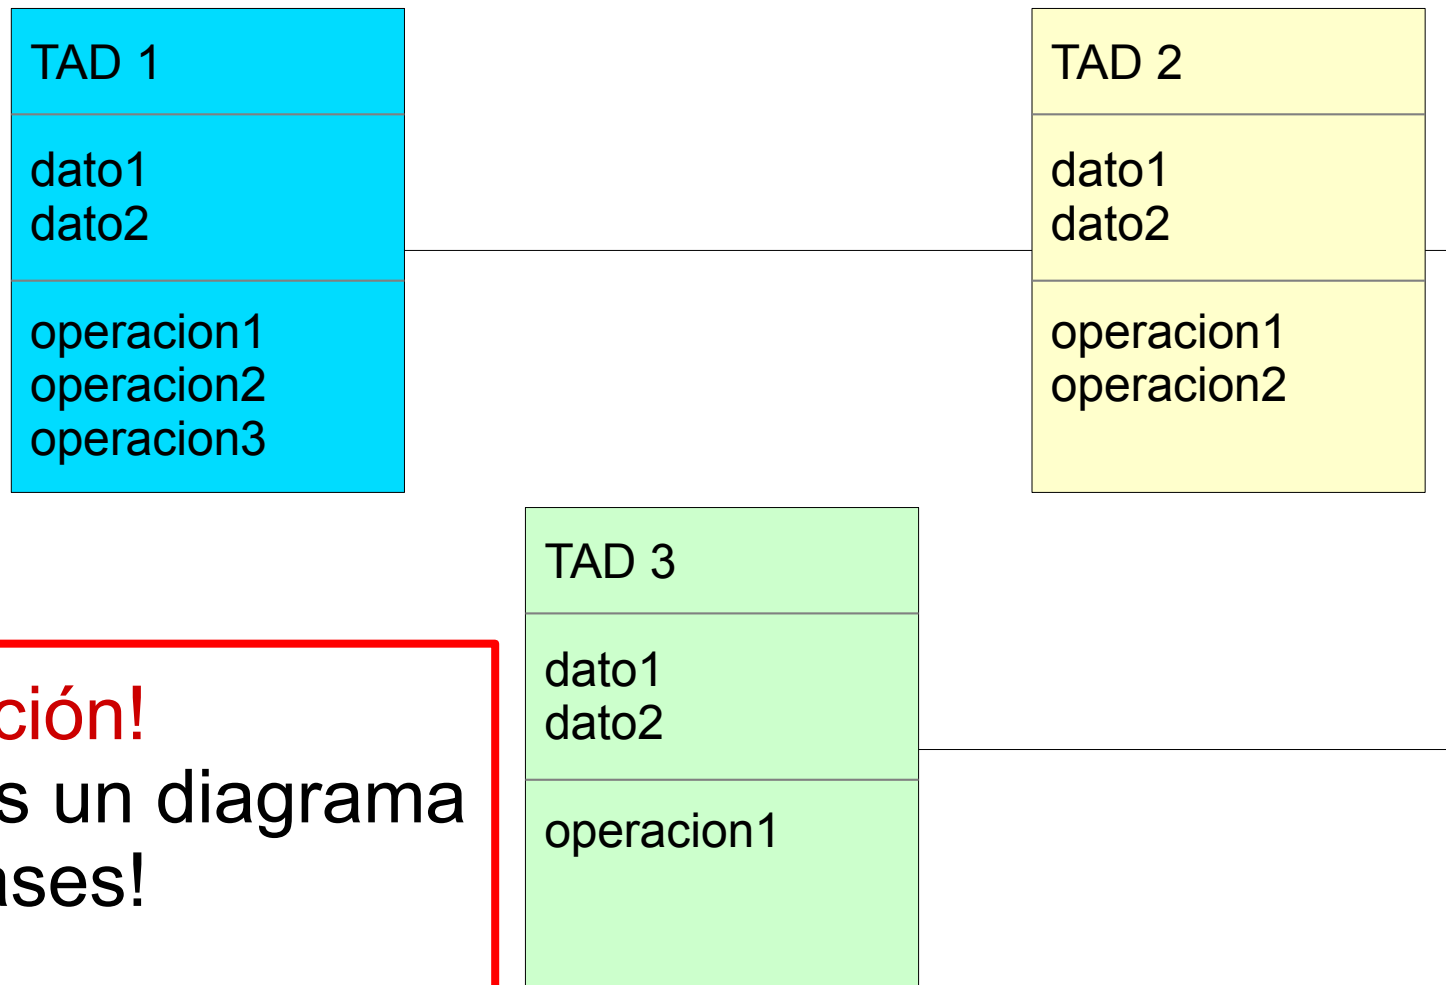 TAD 1
dato1
dato2
operacion1
operacion2
operacion3
TAD 2
dato1
dato2
operacion1
operacion2
TAD 3
dato1
dato2
operacion1
ción!
s un diagrama
ases!